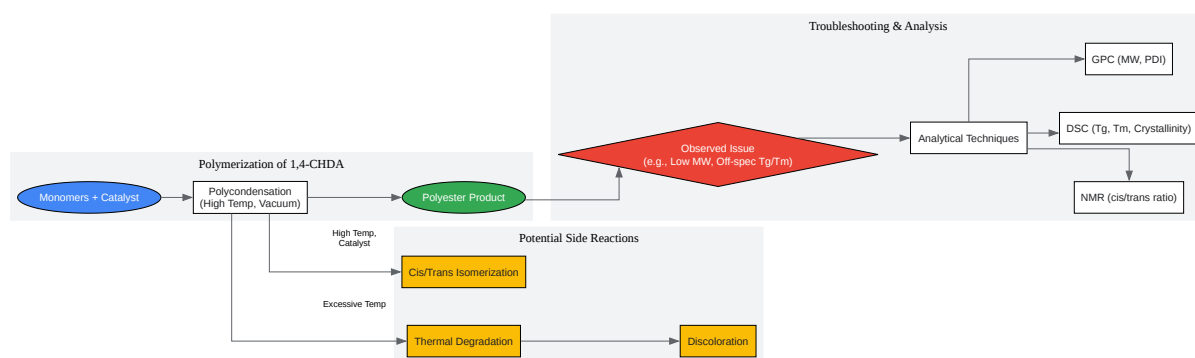 Troubleshooting & Analysis
GPC (MW, PDI)
DSC (Tg, Tm, Crystallinity)
Analytical Techniques
Observed Issue
(e.g., Low MW, Off-spec Tg/Tm)
NMR (cis/trans ratio)
Polymerization of 1,4-CHDA
Monomers + Catalyst
Polycondensation
(High Temp, Vacuum)
Polyester Product
Potential Side Reactions
High Temp,
Catalyst
Cis/Trans Isomerization
Excessive Temp
Thermal Degradation
Discoloration